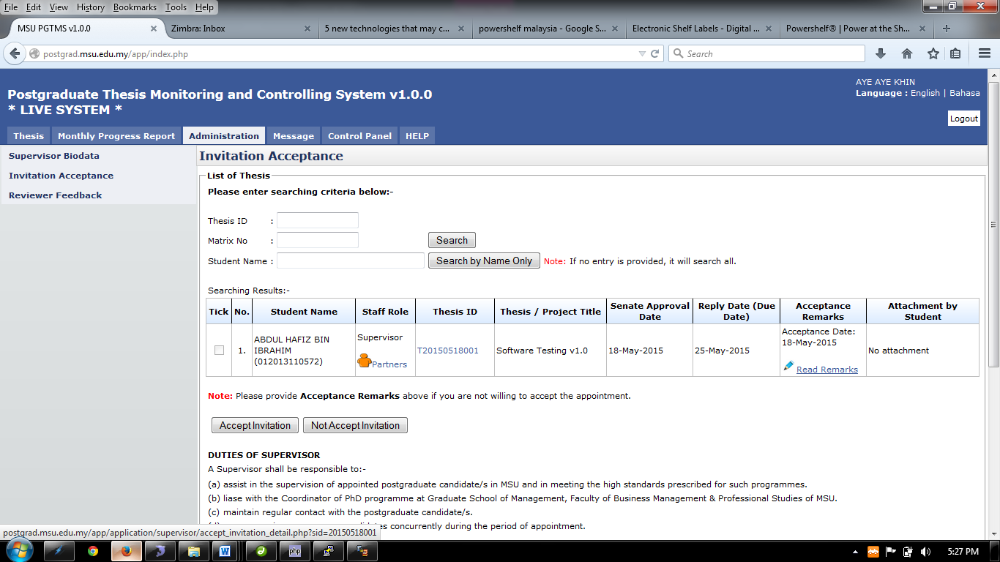 File Edit View History Bookmarks Tools Help
MSU PGTMS v1.0.0
Zimbra: Inbox
5 new technologies that may c...
powershelf malaysia - Google S...
Electronic Shelf Labels - Digital ...
Powershelf® | Power at the Sh...
postgrad.msu.edu.my/app/index.php
Search
AYE AYE KHIN
Language : English | Bahasa
Postgraduate Thesis Monitoring and Controlling System v1.0.0
* LIVE SYSTEM *
Logout
Thesis Monthly Progress Report Administration Message Control Panel HELP
Supervisor Biodata
Invitation Acceptance
Reviewer Feedback
Invitation Acceptance
List of Thesis
Please enter searching criteria below:-
Thesis ID :
Matrix No : Search
Student Name : Search by Name Only Note: If no entry is provided, it will search all.
Searching Results:-
Tick No. Student Name Staff Role Thesis ID Thesis / Project Title Senate Approval Date Reply Date (Due Date) Acceptance Remarks Attachment by Student
1. ABDUL HAFIZ BIN IBRAHIM (012013110572) Supervisor Partners T20150518001 Software Testing v1.0 18-May-2015 25-May-2015 Acceptance Date: 18-May-2015 Read Remarks No attachment
Note: Please provide Acceptance Remarks above if you are not willing to accept the appointment.
Accept Invitation Not Accept Invitation
DUTIES OF SUPERVISOR
A Supervisor shall be responsible to:-
(a) assist in the supervision of appointed postgraduate candidate/s in MSU and in meeting the high standards prescribed for such programmes.
(b) liase with the Coordinator of PhD programme at Graduate School of Management, Faculty of Business Management & Professional Studies of MSU.
(c) maintain regular contact with the postgraduate candidate/s.
concurrently during the period of appointment.
postgrad.msu.edu.my/app/application/supervisor/accept_invitation_detail.php?sid=20150518001
php
5:27 PM